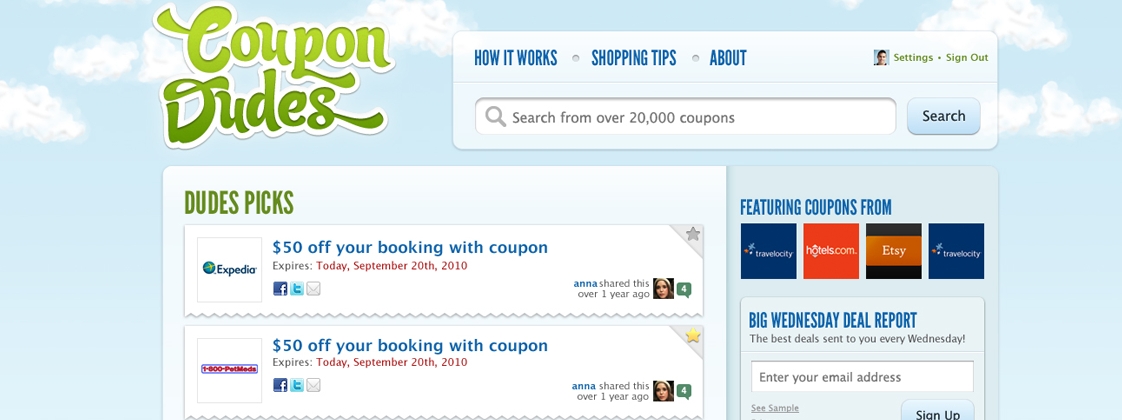 Coupon
Dudes
HOW IT WORKS
SHOPPING TIPS
ABOUT
Settings • Sign Out
Search from over 20,000 coupons
Search
DUDES PICKS
Expedia
$50 off your booking with coupon
Expires: Today, September 20th, 2010
anna shared this
over 1 year ago
4
1-800-PetMeds
$50 off your booking with coupon
Expires: Today, September 20th, 2010
anna shared this
over 1 year ago
4
FEATURING COUPONS FROM
travelocity
hotels.com
Etsy
travelocity
BIG WEDNESDAY DEAL REPORT
The best deals sent to you every Wednesday!
Enter your email address
See Sample
Sign Up